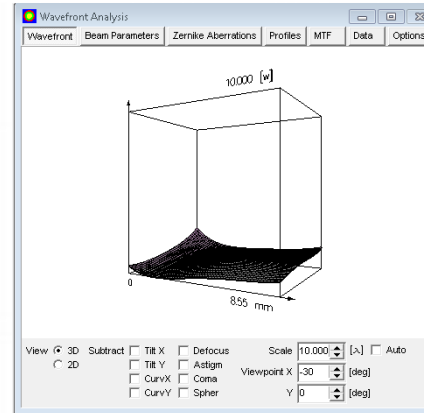 Wavefront Analysis
Wavefront Beam Parameters Zernike Aberrations Profiles MTF Data Options
10.000 [w]
0
8.55 mm
View 3D Subtract Tilt X Defocus Scale 10.000 [λ] Auto
2D Tilt Y Astigm Viewpoint X -30 [deg]
CurvX Coma
CurvY Spher Y 0 [deg]